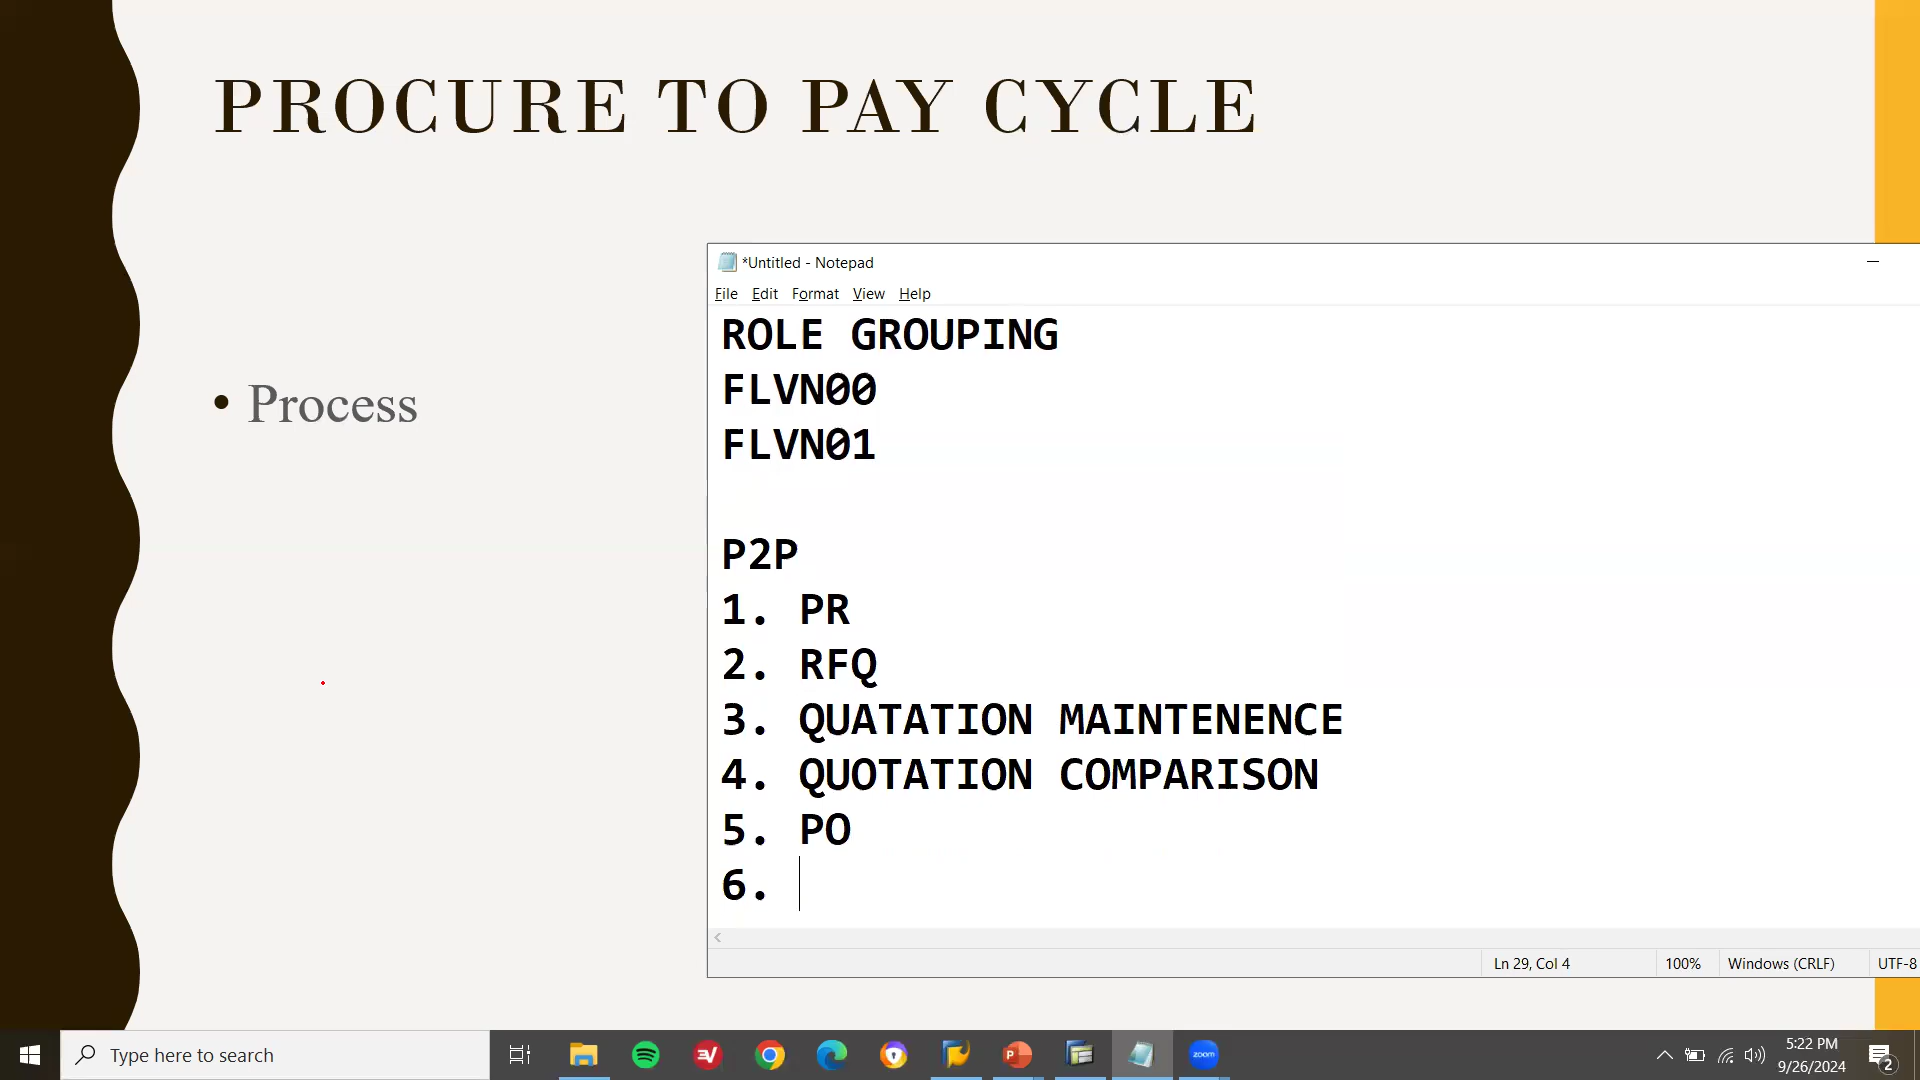 PROCURE TO PAY CYCLE
• Process
*Untitled - Notepad
File Edit Format View Help
ROLE GROUPING
FLVN00
FLVN01
P2P
1. PR
2. RFQ
3. QUATATION MAINTENENCE
4. QUOTATION COMPARISON
5. PO
6.
Ln 29, Col 4 100% Windows (CRLF) UTF-8
Type here to search
zoom
5:22 PM
9/26/2024
2